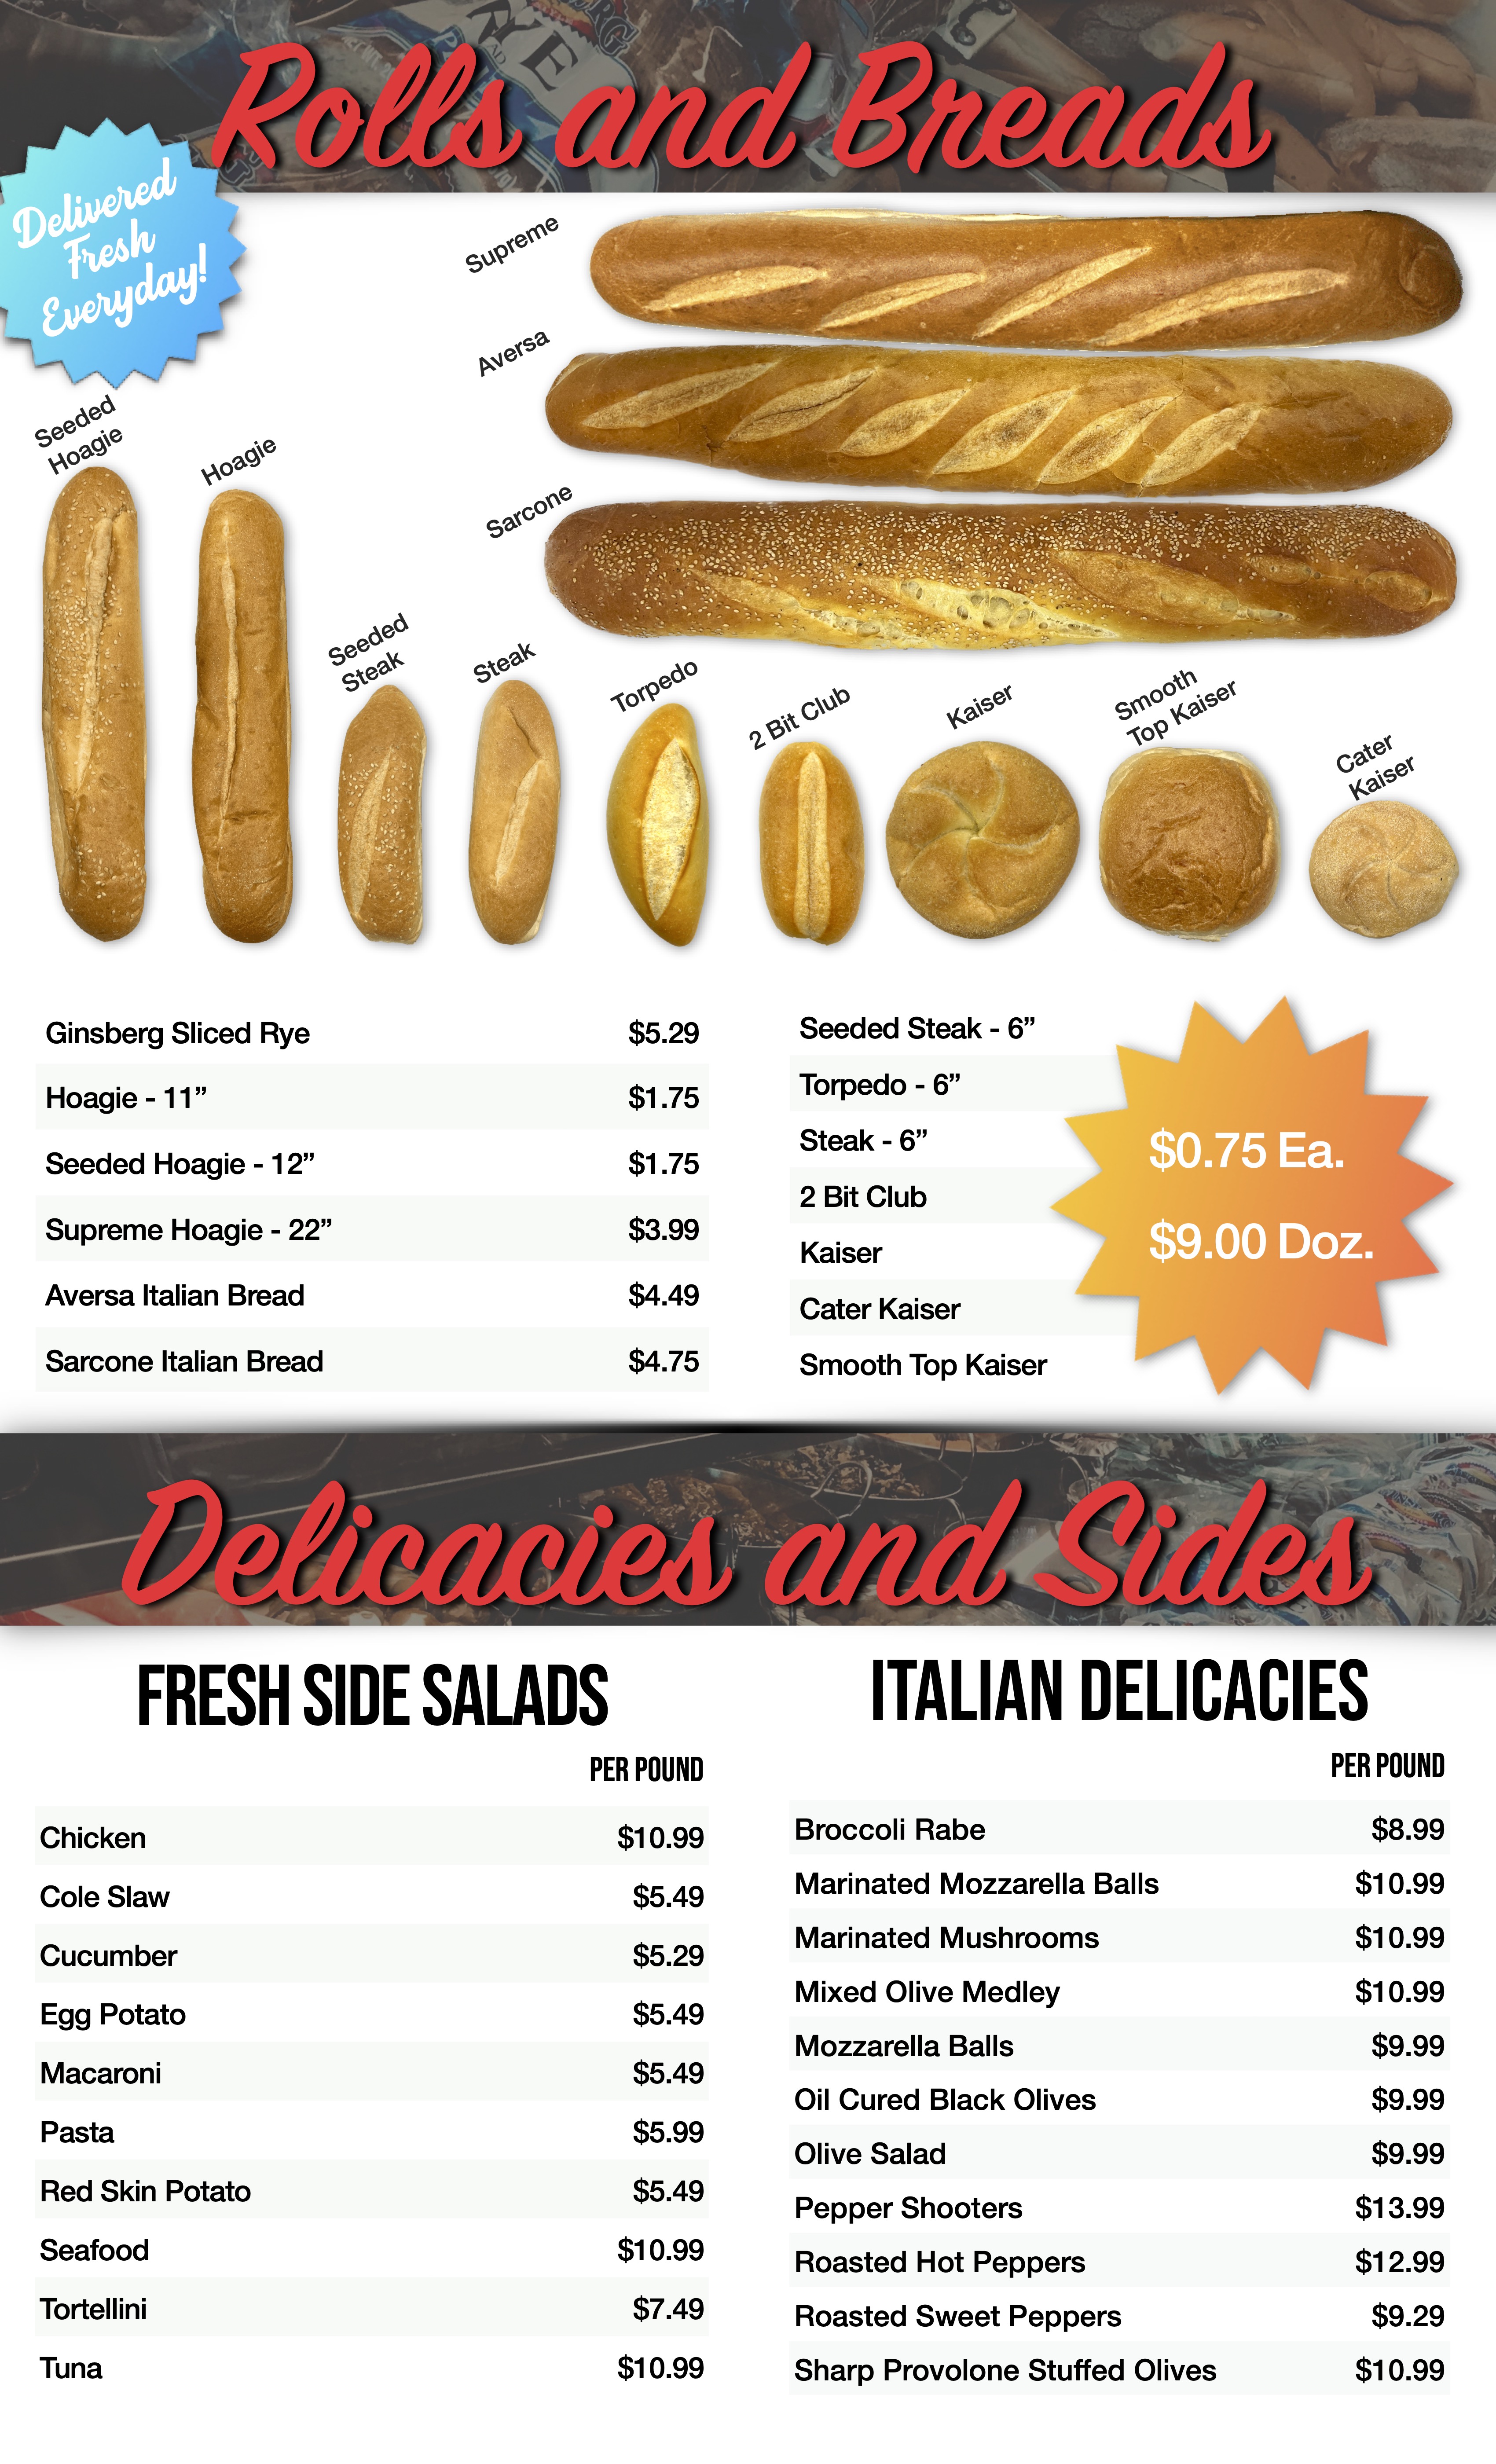 Rolls and Breads
Delivered
Fresh
Everyday!
Supreme
Aversa
Sarcone
Seeded
Hoagie
Hoagie
Seeded
Steak
Steak
Torpedo
2 Bit Club
Kaiser
Smooth
Top Kaiser
Cater
Kaiser
Ginsberg Sliced Rye $5.29
Hoagie - 11” $1.75
Seeded Hoagie - 12” $1.75
Supreme Hoagie - 22” $3.99
Aversa Italian Bread $4.49
Sarcone Italian Bread $4.75
Seeded Steak - 6”
Torpedo - 6”
Steak - 6”
2 Bit Club
Kaiser
Cater Kaiser
Smooth Top Kaiser
$0.75 Ea.
$9.00 Doz.
Delicacies and Sides
FRESH SIDE SALADS
PER POUND
Chicken $10.99
Cole Slaw $5.49
Cucumber $5.29
Egg Potato $5.49
Macaroni $5.49
Pasta $5.99
Red Skin Potato $5.49
Seafood $10.99
Tortellini $7.49
Tuna $10.99
ITALIAN DELICACIES
PER POUND
Broccoli Rabe $8.99
Marinated Mozzarella Balls $10.99
Marinated Mushrooms $10.99
Mixed Olive Medley $10.99
Mozzarella Balls $9.99
Oil Cured Black Olives $9.99
Olive Salad $9.99
Pepper Shooters $13.99
Roasted Hot Peppers $12.99
Roasted Sweet Peppers $9.29
Sharp Provolone Stuffed Olives $10.99